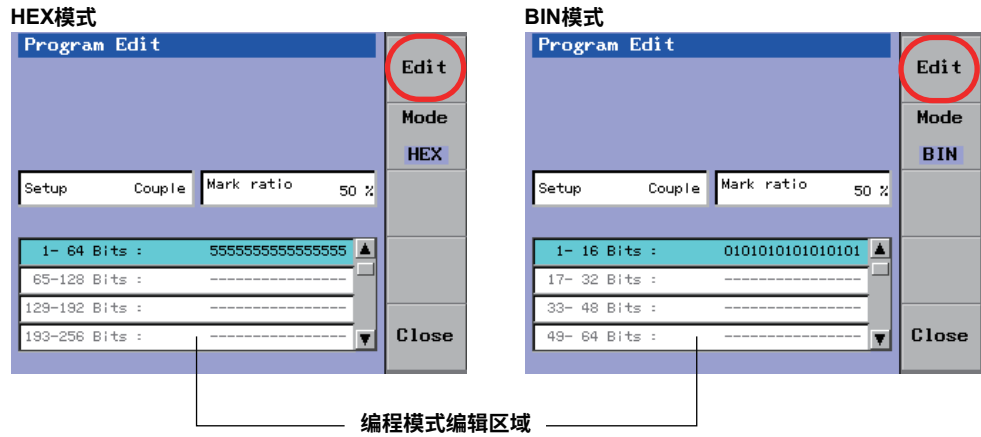 HEX模式
Program Edit
Edit
Mode
HEX
Setup Couple
Mark ratio 50 %
1- 64 Bits : 5555555555555555
65-128 Bits : ----------------
129-192 Bits : ----------------
193-256 Bits : ----------------
Close
BIN模式
Program Edit
Edit
Mode
BIN
Setup Couple
Mark ratio 50 %
1- 16 Bits : 0101010101010101
17- 32 Bits : ----------------
33- 48 Bits : ----------------
49- 64 Bits : ----------------
Close
编程模式编辑区域